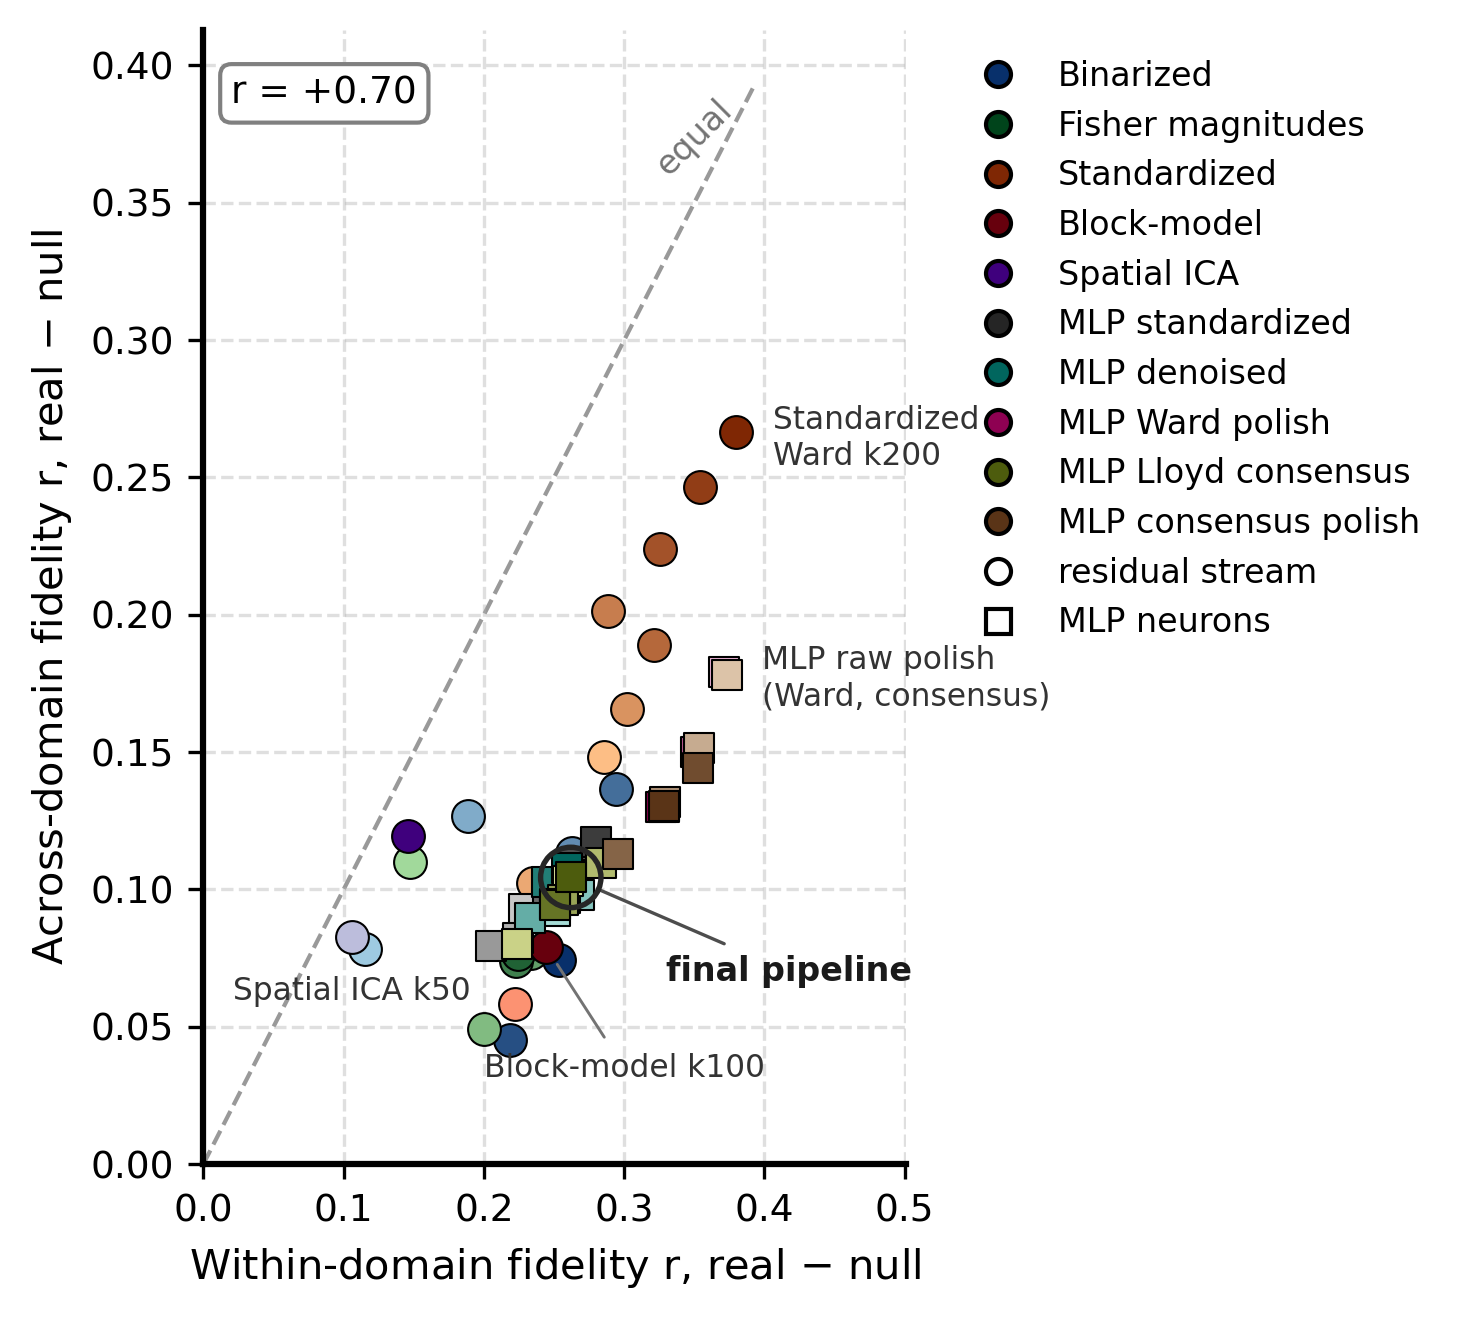 r = +0.70
equal
0.40
0.35
0.30
0.25
0.20
0.15
0.10
0.05
0.00
Across-domain fidelity r, real − null
Standardized
Ward k200
MLP raw polish
(Ward, consensus)
final pipeline
Spatial ICA k50
Block-model k100
0.0
0.1
0.2
0.3
0.4
0.5
Within-domain fidelity r, real − null
Binarized
Fisher magnitudes
Standardized
Block-model
Spatial ICA
MLP standardized
MLP denoised
MLP Ward polish
MLP Lloyd consensus
MLP consensus polish
residual stream
MLP neurons